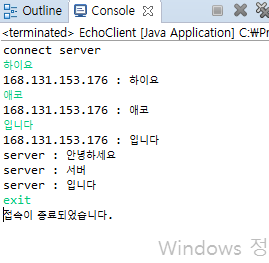 Outline Console
<terminated> EchoClient [Java Application] C:₩Pr
connect server
하이요
168.131.153.176 : 하이요
애코
168.131.153.176 : 애코
입니다
168.131.153.176 : 입니다
server : 안녕하세요
server : 서버
server : 입니다
exit
접속이 종료되었습니다.
Windows 정